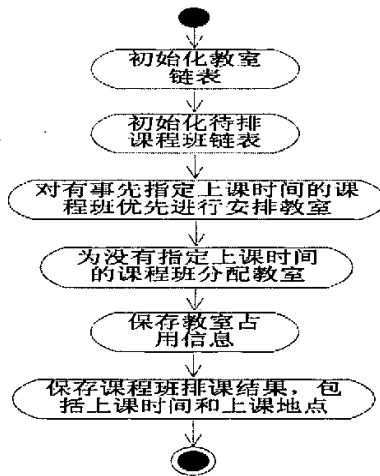 初始化教室
链表
初始化待排
课程班链表
对有事先指定上课时间的课
程班优先进行安排教室
为没有指定上课时间
的课程班分配教室
保存教室占
用信息
保存课程班排课结果，包
括上课时间和上课地点